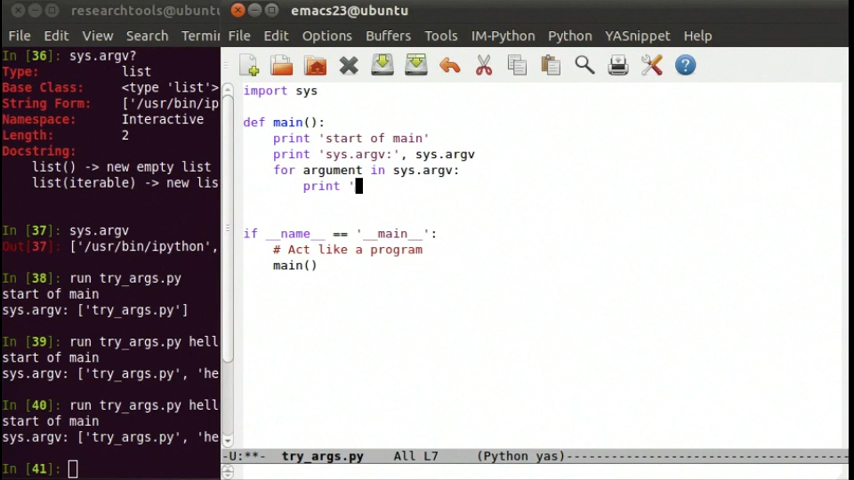 researchtools@ubuntu
File Edit View Search Termin
In [36]: sys.argv?
Type: list
Base Class: <type 'list'>
String Form: ['/usr/bin/ip
Namespace: Interactive
Length: 2
Docstring:
list() -> new empty list
list(iterable) -> new lis
In [37]: sys.argv
Out[37]: ['/usr/bin/ipython',
In [38]: run try_args.py
start of main
sys.argv: ['try_args.py']
In [39]: run try_args.py hell
start of main
sys.argv: ['try_args.py', 'he
In [40]: run try_args.py hell
start of main
sys.argv: ['try_args.py', 'he
In [41]:
emacs23@ubuntu
File Edit Options Buffers Tools IM-Python Python YASnippet Help
import sys
def main():
print 'start of main'
print 'sys.argv:', sys.argv
for argument in sys.argv:
print '
if __name__ == '__main__':
# Act like a program
main()
-U:**- try_args.py All L7 (Python yas)----------------------------------------